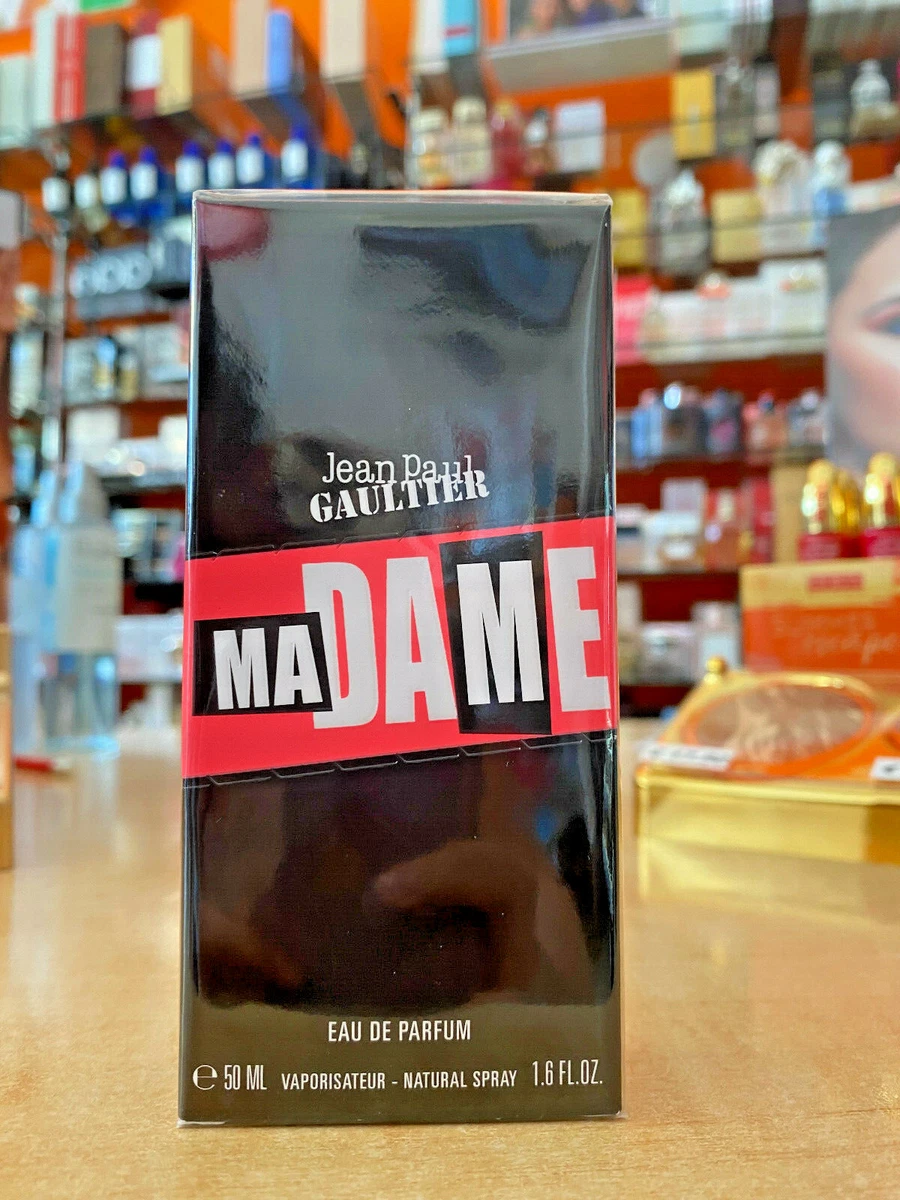 Jean Paul
GAULTIER
MADAME
EAU DE PARFUM
℮ 50 ML VAPORISATEUR - NATURAL SPRAY 1.6 FL.OZ.